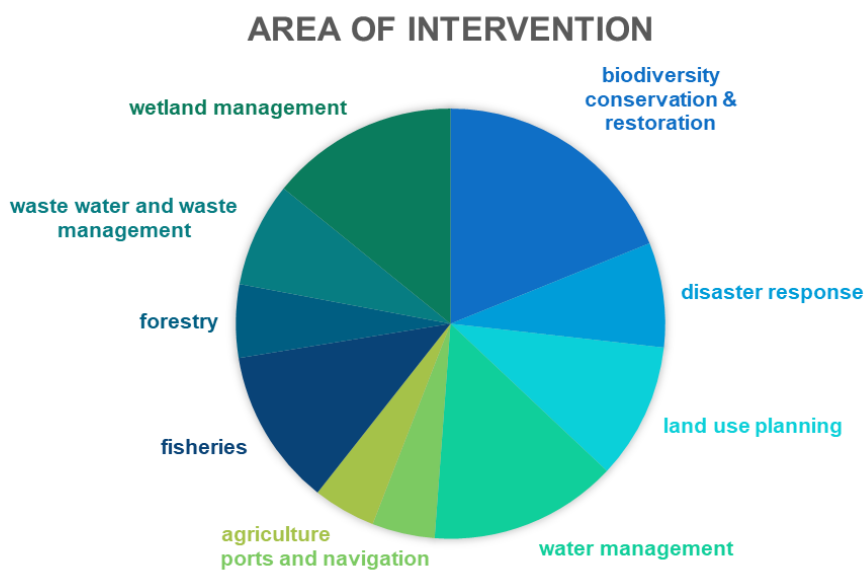 AREA OF INTERVENTION
biodiversity
conservation &
restoration
wetland management
waste water and waste
management
disaster response
forestry
land use planning
fisheries
agriculture
ports and navigation
water management